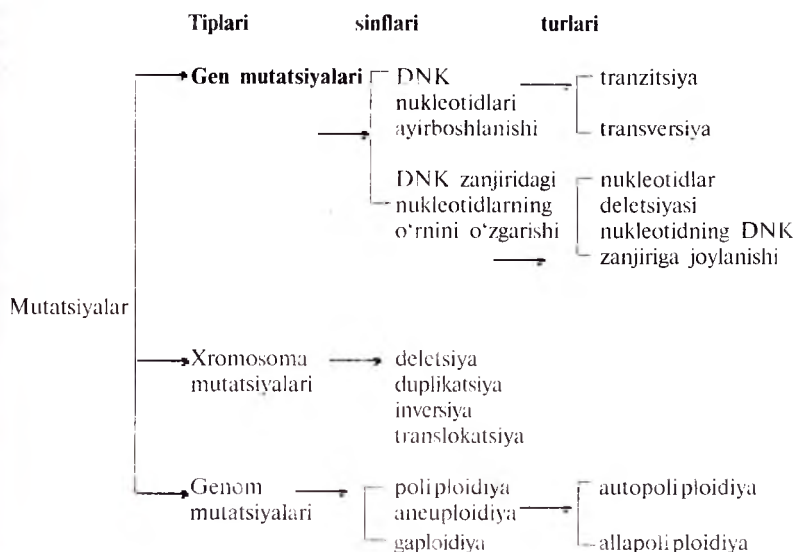 Tiplari sinflari turlari
Gen mutatsiyalari DNK tranzitsiya
nukleotidlari
ayirboshlanishi transversiya
DNK zanjiridagi nukleotidlar
nukleotidlarning deletsiyasi
o‘rnini o‘zgarishi nukleotidning DNK
zanjiriga joylanishi
Mutatsiyalar
Xromosoma deletsiya
mutatsiyalari duplikatsiya
inversiya
translokatsiya
Genom poliploidiya autopoliploidiya
mutatsiyalari aneuploidiya
gaploidiya allapoliploidiya